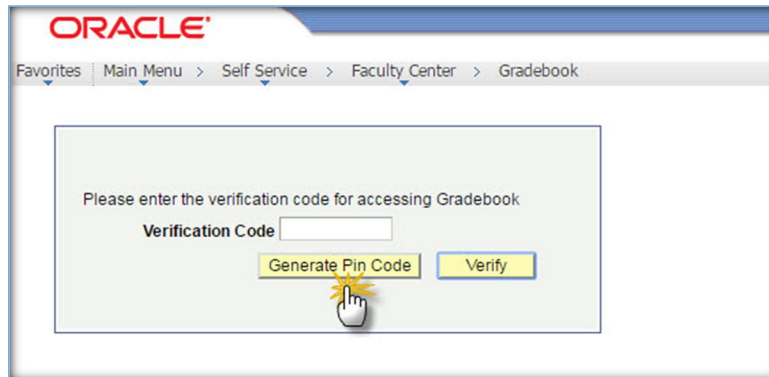 ORACLE
Favorites Main Menu > Self Service > Faculty Center > Gradebook
Please enter the verification code for accessing Gradebook
Verification Code
Generate Pin Code Verify